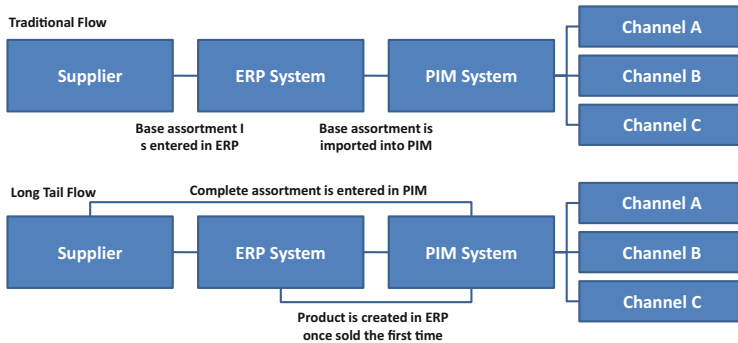 Traditional Flow
Supplier
ERP System
PIM System
Channel A
Channel B
Channel C
Base assortment I
s entered in ERP
Base assortment is
imported into PIM
Long Tail Flow
Complete assortment is entered in PIM
Supplier
ERP System
PIM System
Channel A
Channel B
Channel C
Product is created in ERP
once sold the first time